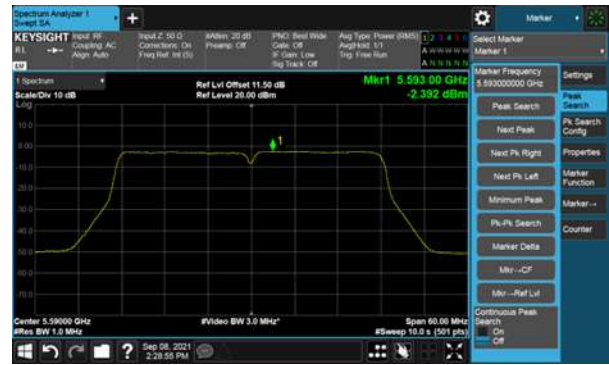 Spectrum Analyzer 1
Swept SA
Marker
KEYSIGHT
Input: RF
Input Z: 50 Ω
#Atten: 20 dB
PNO: Best Wide
Avg Type: Power (RMS)
1 2 3 4 5 6
RL
Coupling: AC
Corrections: On
Preamp: Off
Gate: Off
Avg|Hold: 1/1
A W W W W W
Align: Auto
Freq Ref: Int (S)
IF Gain: Low
Trig: Free Run
Sig Track: Off
A N N N N N
Select Marker
Marker 1
1 Spectrum
Ref Lvl Offset 11.50 dB
Mkr1 5.593 00 GHz
Scale/Div 10 dB
Ref Level 20.00 dBm
-2.392 dBm
Log
10.0
0.00
-10.0
-20.0
-30.0
-40.0
-50.0
-60.0
-70.0
1
Center 5.59000 GHz
#Video BW 3.0 MHz*
Span 60.00 MHz
#Res BW 1.0 MHz
#Sweep 10.0 s (501 pts)
Sep 08, 2021
2:28:55 PM
Marker Frequency
5.593000000 GHz
Peak Search
Next Peak
Next Pk Right
Next Pk Left
Minimum Peak
Pk-Pk Search
Marker Delta
Mkr→CF
Mkr→Ref Lvl
Continuous Peak
Search
On
Off
Settings
Peak
Search
Pk Search
Config
Properties
Marker
Function
Marker→
Counter